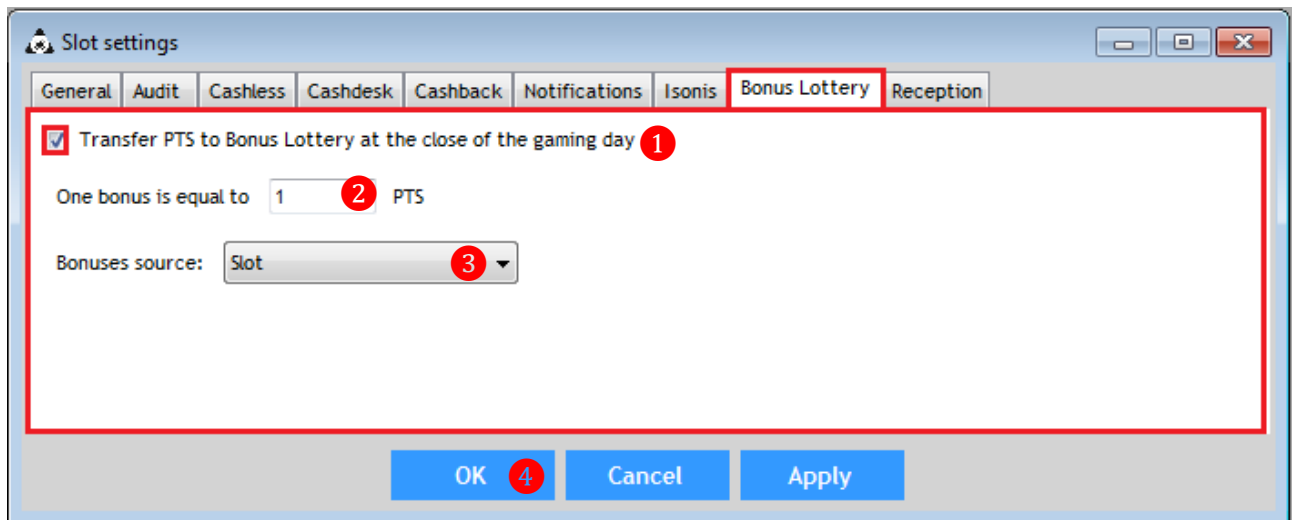 Slot settings
General Audit Cashless Cashdesk Cashback Notifications Isonis Bonus Lottery Reception
Transfer PTS to Bonus Lottery at the close of the gaming day 1
One bonus is equal to 1 2 PTS
Bonuses source: Slot 3
OK 4 Cancel Apply